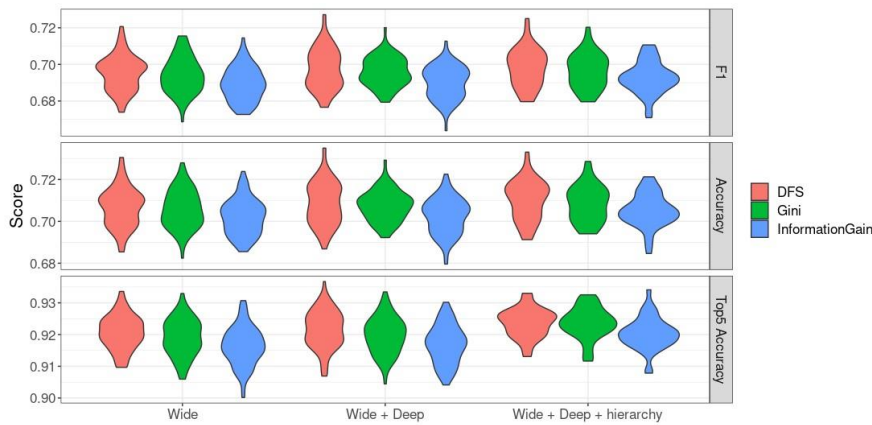 0.72
0.70
0.68
F1
0.72
0.70
0.68
Accuracy
0.93
0.92
0.91
0.90
Top5 Accuracy
Score
Wide
Wide + Deep
Wide + Deep + hierarchy
DFS
Gini
InformationGain